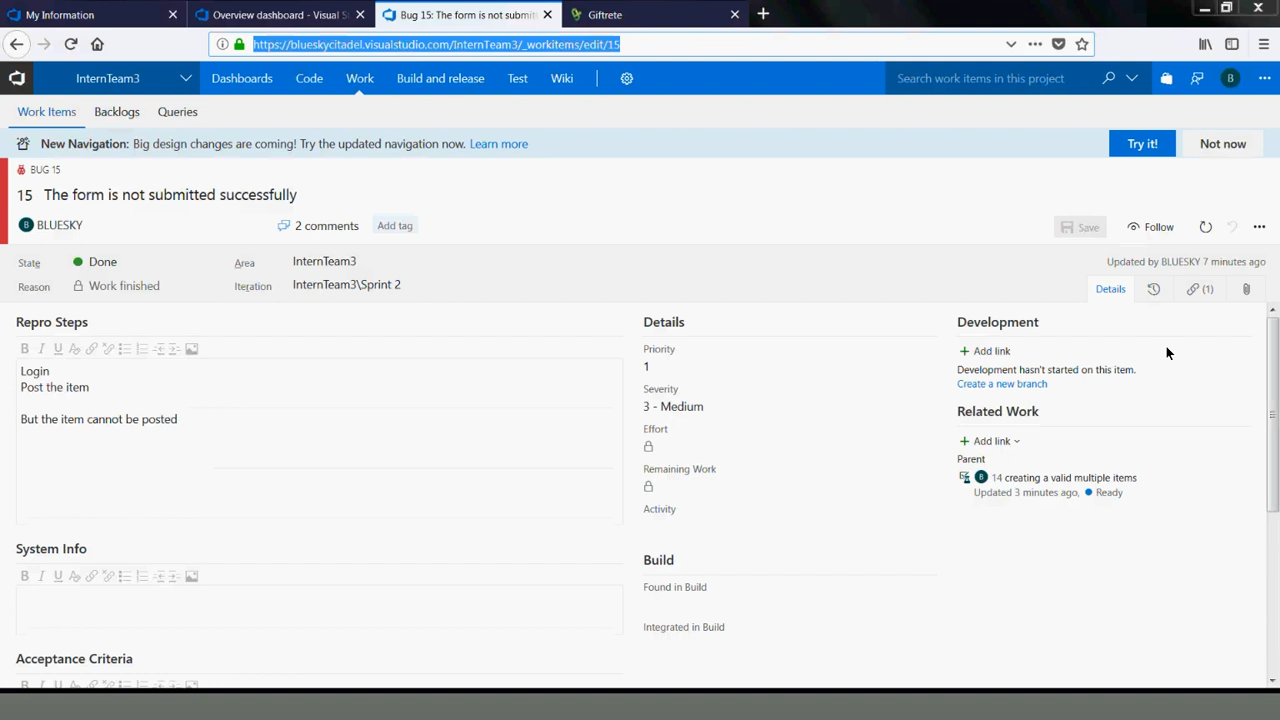 My Information
Overview dashboard - Visual St
Bug 15: The form is not submitt
Giftrete
https://blueskycitadel.visualstudio.com/InternTeam3/_workitems/edit/15
InternTeam3
Dashboards
Code
Work
Build and release
Test
Wiki
Search work items in this project
B
Work Items
Backlogs
Queries
New Navigation: Big design changes are coming! Try the updated navigation now. Learn more
Try it!
Not now
BUG 15
15 The form is not submitted successfully
B BLUESKY
2 comments
Add tag
Save
Follow
State
Done
Area
InternTeam3
Updated by BLUESKY 7 minutes ago
Reason
Work finished
Iteration
InternTeam3\Sprint 2
Details
(1)
Repro Steps
B I U
Login
Post the item
But the item cannot be posted
System Info
B I U
Acceptance Criteria
B I U
Details
Priority
1
Severity
3 - Medium
Effort
Remaining Work
Activity
Build
Found in Build
Integrated in Build
Development
+ Add link
Development hasn't started on this item.
Create a new branch
Related Work
+ Add link
Parent
B 14 creating a valid multiple items
Updated 3 minutes ago, Ready